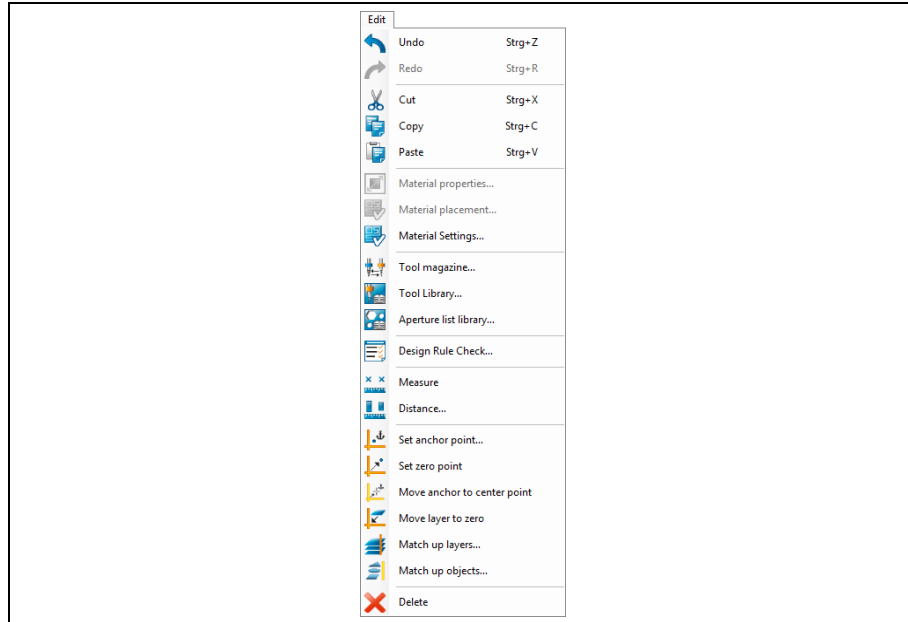 Edit
Undo Strg+Z
Redo Strg+R
Cut Strg+X
Copy Strg+C
Paste Strg+V
Material properties...
Material placement...
Material Settings...
Tool magazine...
Tool Library...
Aperture list library...
Design Rule Check...
Measure
Distance...
Set anchor point...
Set zero point
Move anchor to center point
Move layer to zero
Match up layers...
Match up objects...
Delete